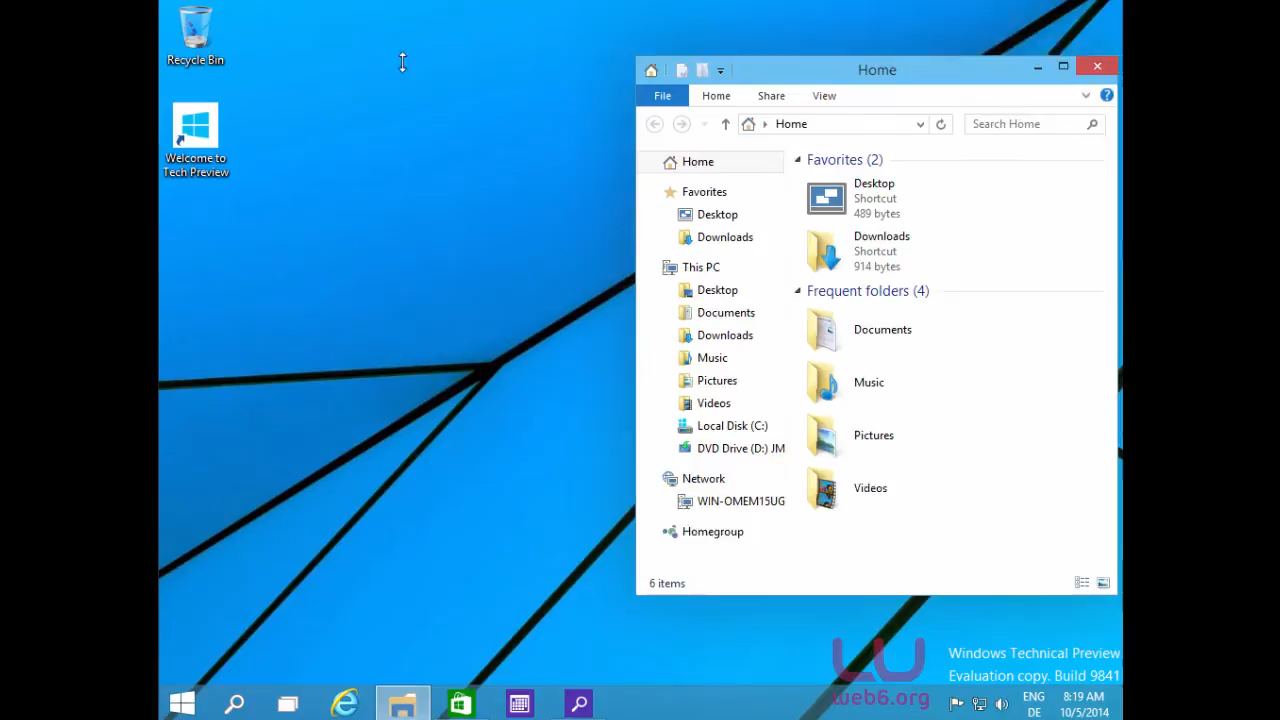 Recycle Bin
Welcome to
Tech Preview
Home
File
Home
Share
View
Home
Search Home
Home
Favorites
Desktop
Downloads
This PC
Desktop
Documents
Downloads
Music
Pictures
Videos
Local Disk (C:)
DVD Drive (D:) JM
Network
WIN-OMEM15UG
Homegroup
Favorites (2)
Desktop
Shortcut
489 bytes
Downloads
Shortcut
914 bytes
Frequent folders (4)
Documents
Music
Pictures
Videos
6 items
web6.org
Windows Technical Preview
Evaluation copy. Build 9841
ENG
DE
8:19 AM
10/5/2014